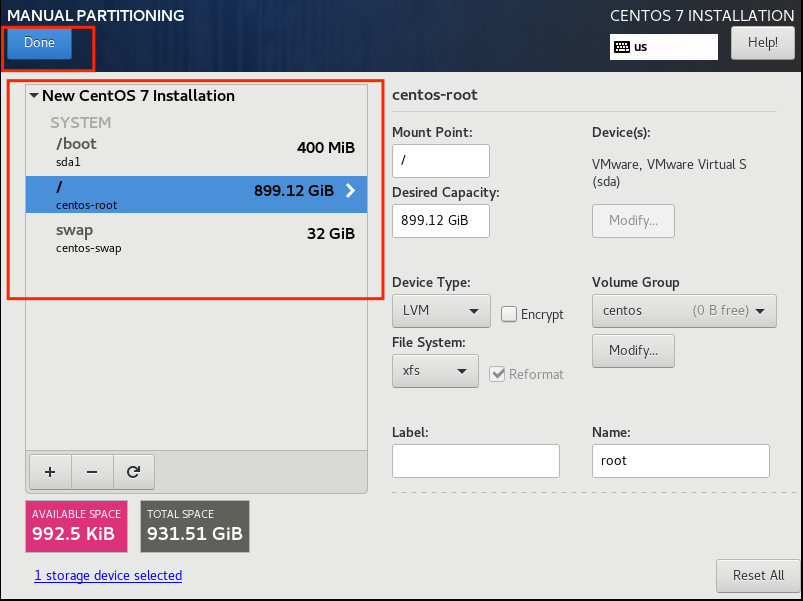 MANUAL PARTITIONING
CENTOS 7 INSTALLATION
Done
us
Help!
New CentOS 7 Installation
SYSTEM
/boot
400 MiB
sda1
/
899.12 GiB
centos-root
swap
32 GiB
centos-swap
centos-root
Mount Point:
Device(s):
/
VMware, VMware Virtual S
(sda)
Desired Capacity:
899.12 GiB
Modify...
Device Type:
Volume Group
LVM
Encrypt
centos (0 B free)
File System:
Modify...
xfs
Reformat
Label:
Name:
root
+ −
AVAILABLE SPACE
992.5 KiB
TOTAL SPACE
931.51 GiB
1 storage device selected
Reset All